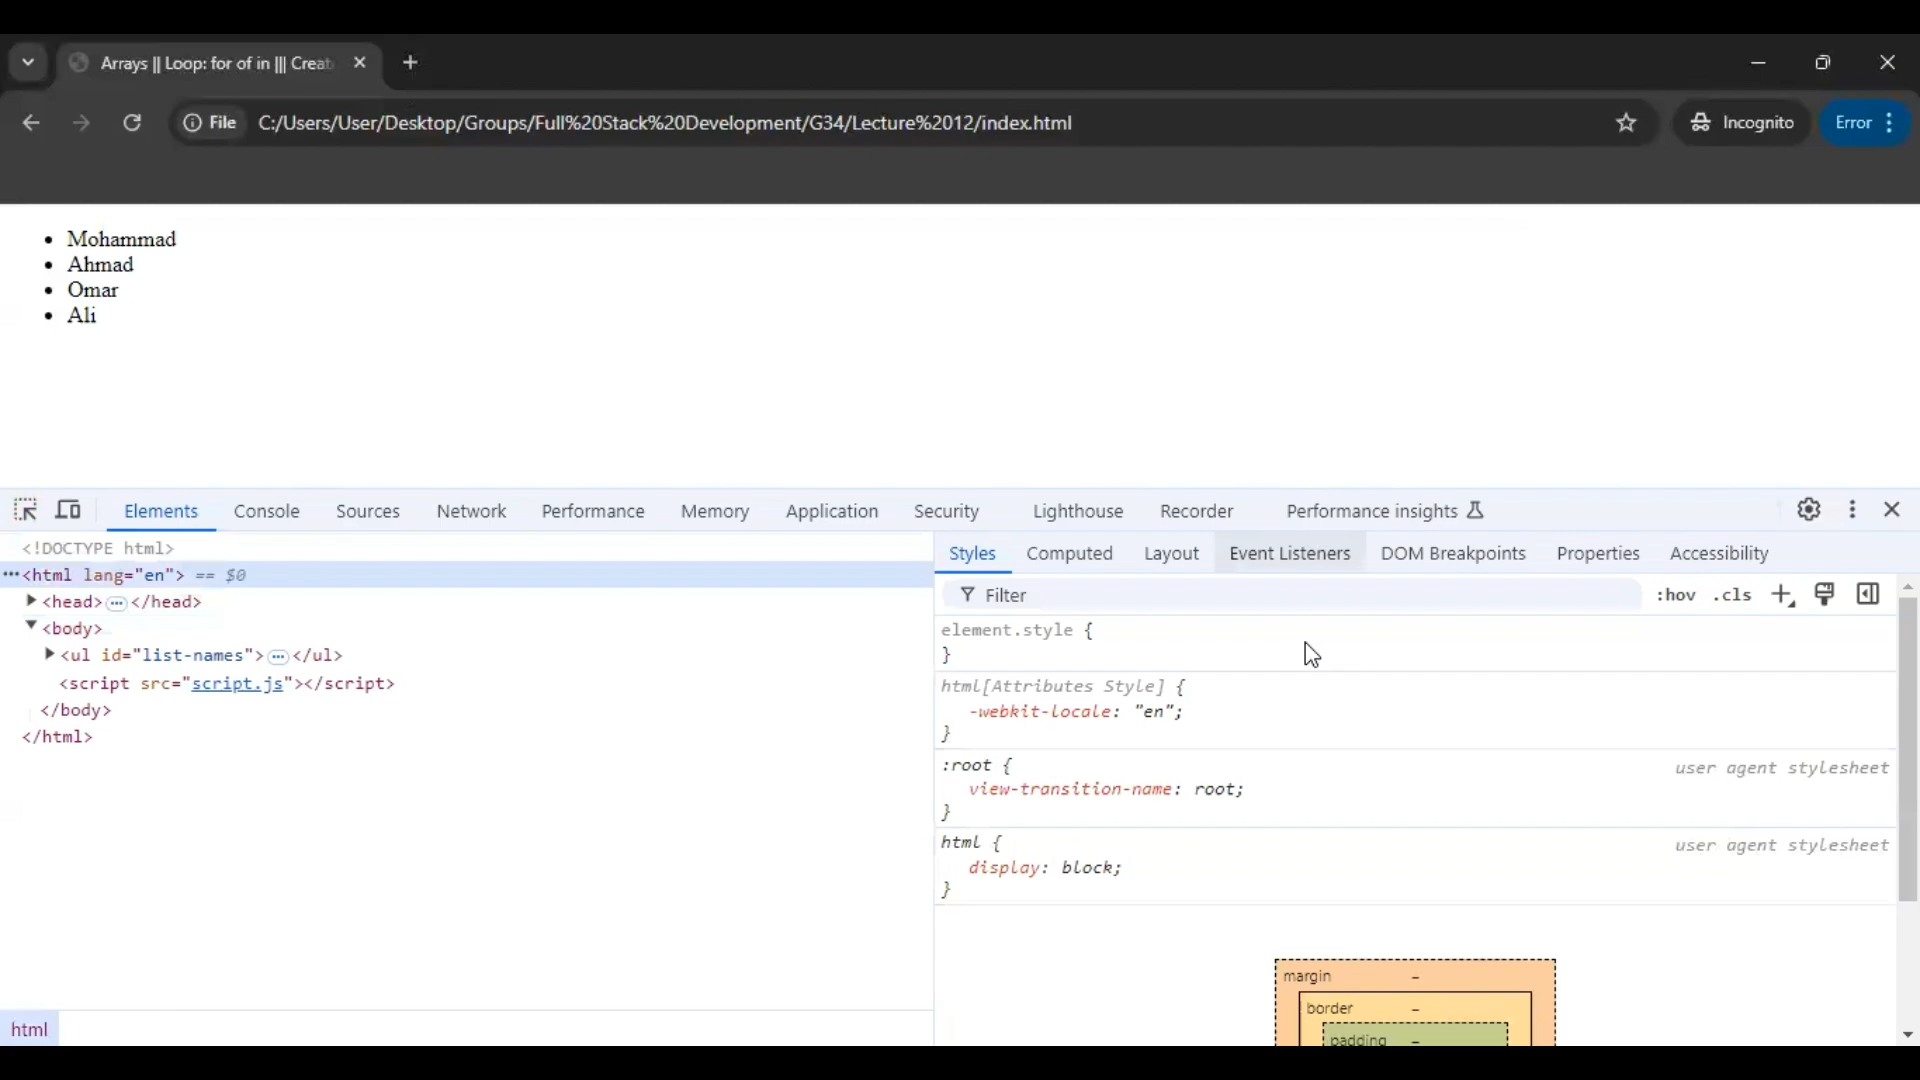 Arrays || Loop: for of in ||| Creat
File C:/Users/User/Desktop/Groups/Full%20Stack%20Development/G34/Lecture%2012/index.html Incognito Error
• Mohammad
• Ahmad
• Omar
• Ali
Elements Console Sources Network Performance Memory Application Security Lighthouse Recorder Performance insights
<!DOCTYPE html>
<html lang="en"> == $0
<head> … </head>
<body>
<ul id="list-names"> … </ul>
<script src="script.js"></script>
</body>
</html>
html
Styles Computed Layout Event Listeners DOM Breakpoints Properties Accessibility
Filter :hov .cls
element.style {
}
html[Attributes Style] {
-webkit-locale: "en";
}
:root { user agent stylesheet
view-transition-name: root;
}
html { user agent stylesheet
display: block;
}
margin –
border –
padding –